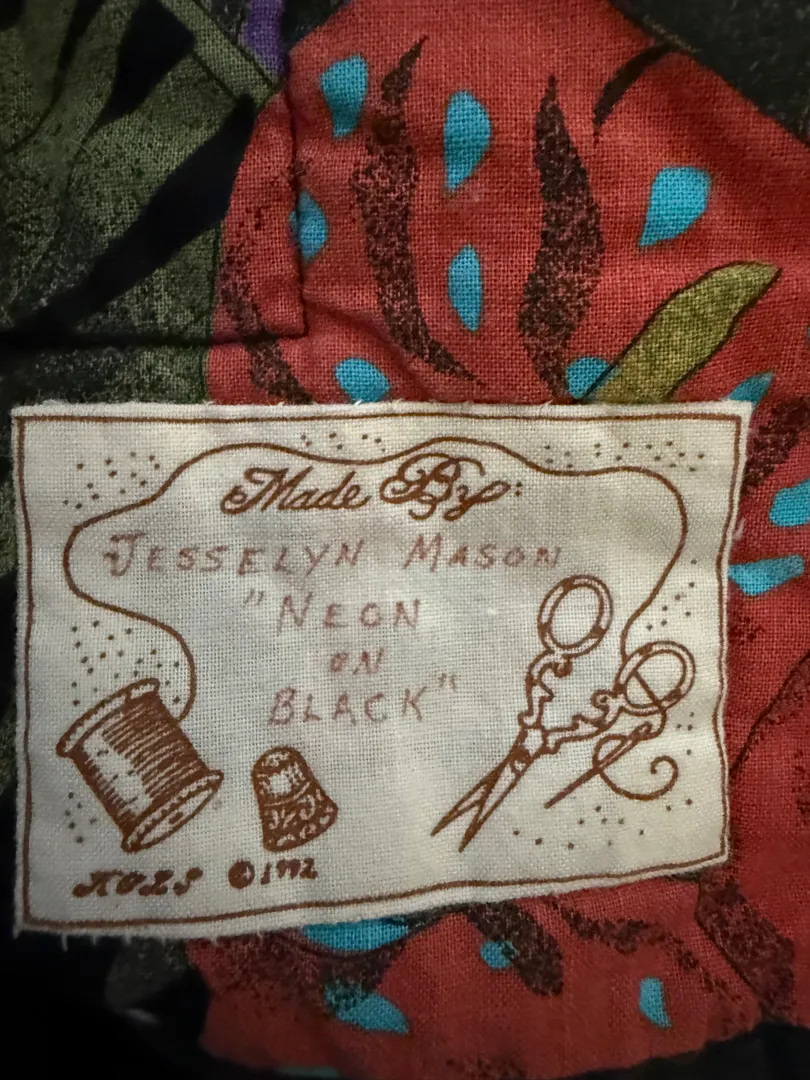 Made By:
JESSELYN MASON
"NEON
ON
BLACK"
©1992